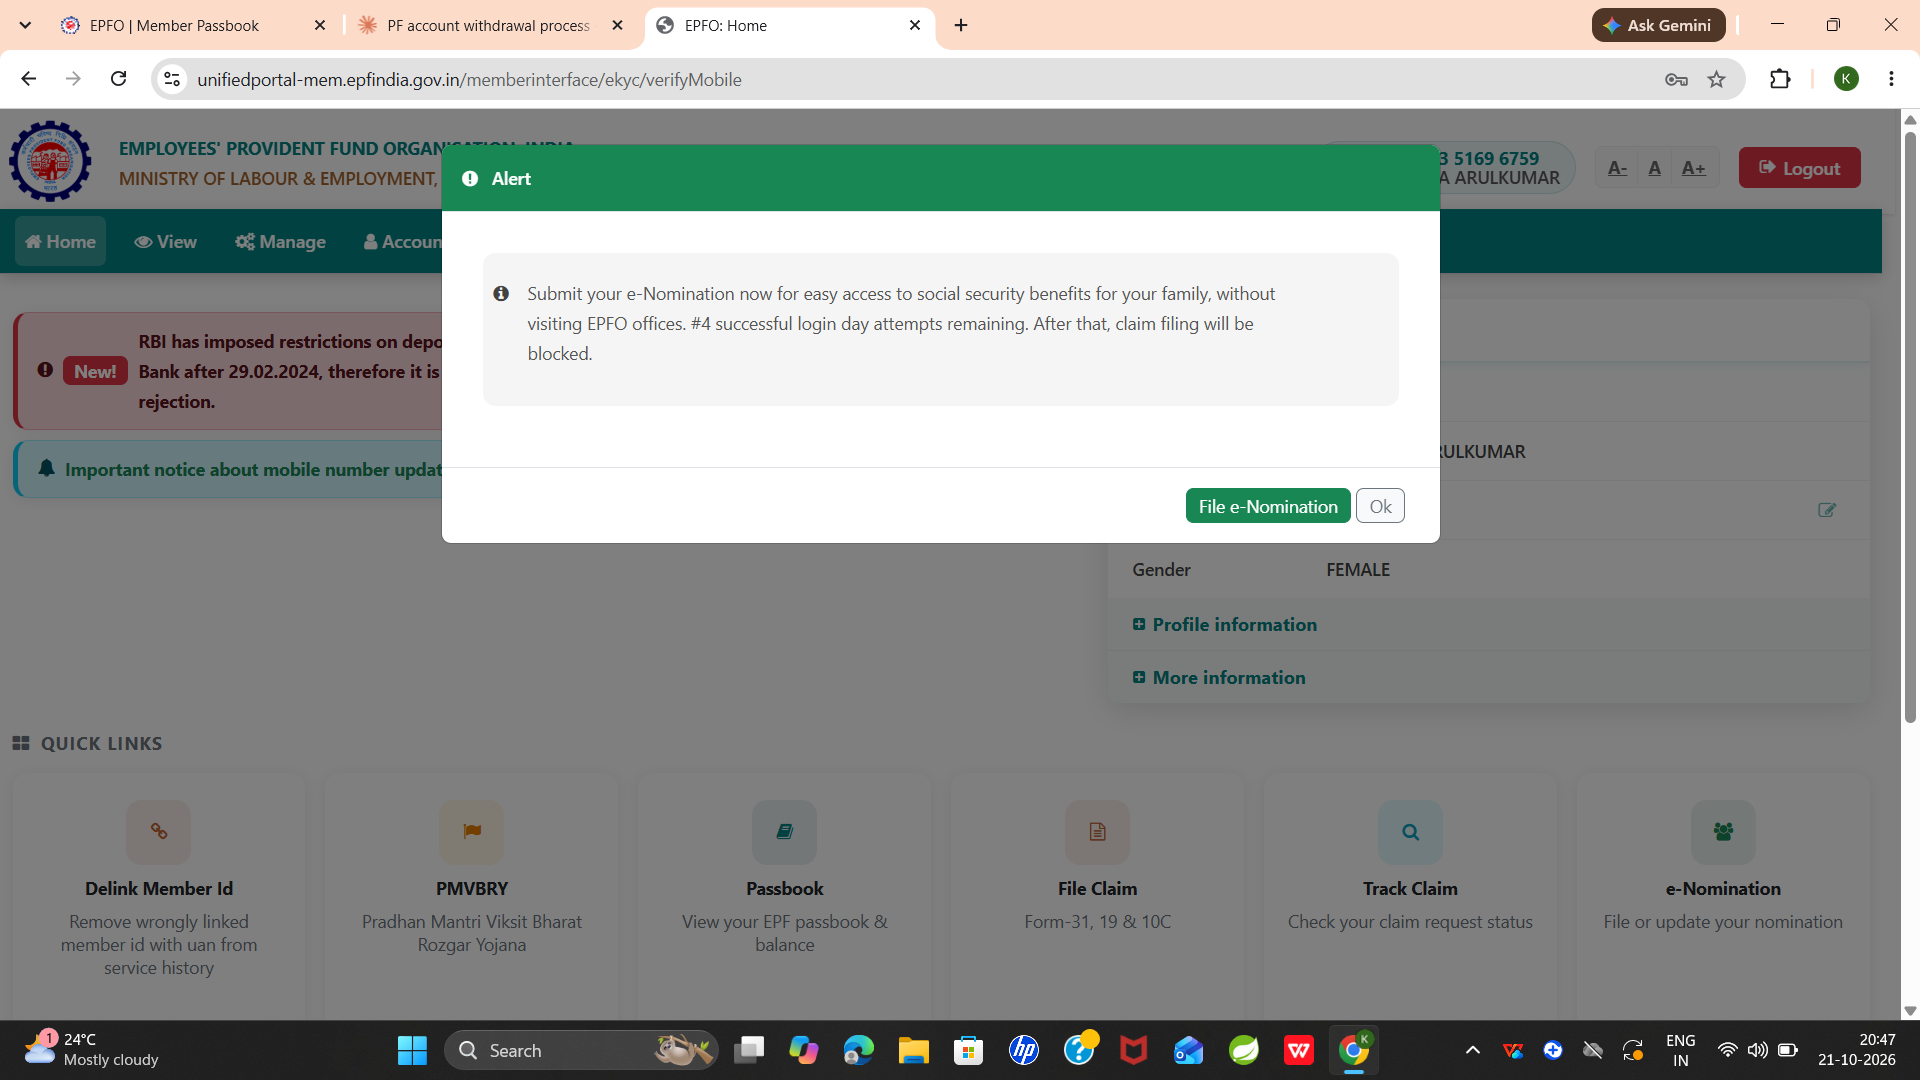 EPFO | Member Passbook
PF account withdrawal process
EPFO: Home
Ask Gemini
unifiedportal-mem.epfindia.gov.in/memberinterface/ekyc/verifyMobile
K
EMPLOYEES' PROVIDENT FUND
MINISTRY OF LABOUR & EMPLOYMENT,
3 5169 6759
A ARULKUMAR
A- A A+
Logout
Home View Manage Accoun
Alert
Submit your e-Nomination now for easy access to social security benefits for your family, without
visiting EPFO offices. #4 successful login day attempts remaining. After that, claim filing will be
blocked.
File e-Nomination Ok
New!
RBI has imposed restrictions on depo
Bank after 29.02.2024, therefore it is
rejection.
Important notice about mobile number updat
RULKUMAR
Gender FEMALE
Profile information
More information
QUICK LINKS
Delink Member Id
Remove wrongly linked
member id with uan from
service history
PMVBRY
Pradhan Mantri Viksit Bharat
Rozgar Yojana
Passbook
View your EPF passbook &
balance
File Claim
Form-31, 19 & 10C
Track Claim
Check your claim request status
e-Nomination
File or update your nomination
1
24°C
Mostly cloudy
Search
hp
K
ENG
IN
20:47
21-10-2026